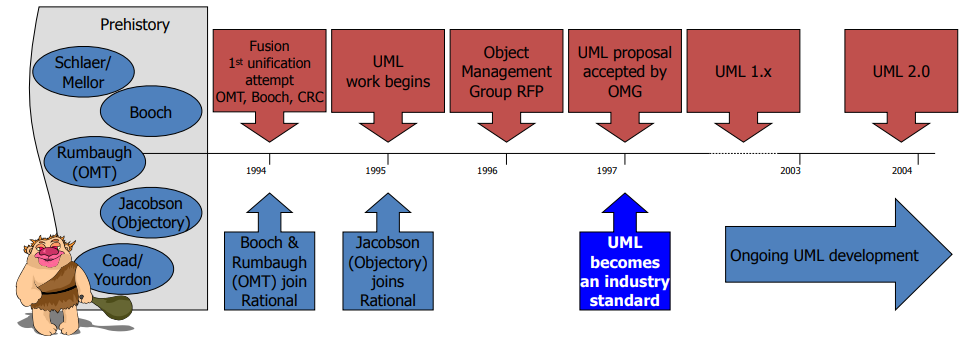 Prehistory
Schlaer/
Mellor
Booch
Rumbaugh
(OMT)
Jacobson
(Objectory)
Coad/
Yourdon
Fusion
1st unification
attempt
OMT, Booch, CRC
UML
work begins
Object
Management
Group RFP
UML proposal
accepted by
OMG
UML 1.x
UML 2.0
1994
1995
1996
1997
2003
2004
Booch &
Rumbaugh
(OMT) join
Rational
Jacobson
(Objectory)
joins
Rational
UML
becomes
an industry
standard
Ongoing UML development